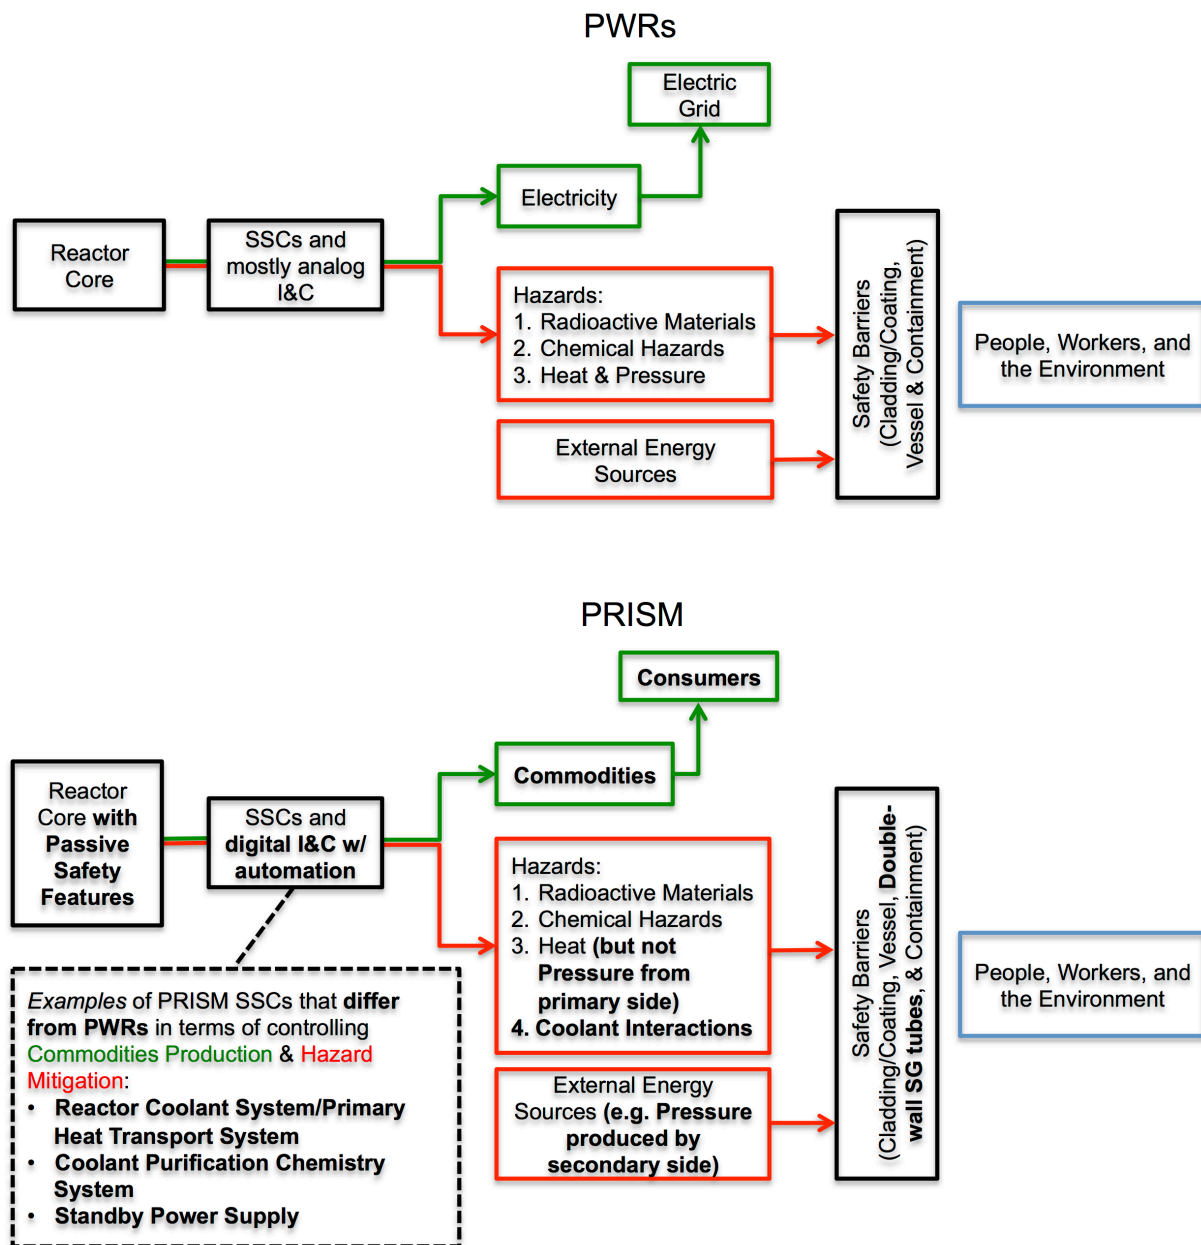 PWRs
Electric
Grid
Electricity
Reactor
Core
SSCs and
mostly analog
I&C
Hazards:
1. Radioactive Materials
2. Chemical Hazards
3. Heat & Pressure
External Energy
Sources
Safety Barriers
(Cladding/Coating,
Vessel & Containment)
People, Workers, and
the Environment
PRISM
Consumers
Commodities
Reactor
Core with
Passive
Safety
Features
SSCs and
digital I&C w/
automation
Hazards:
1. Radioactive Materials
2. Chemical Hazards
3. Heat (but not
Pressure from
primary side)
4. Coolant Interactions
External Energy
Sources (e.g. Pressure
produced by
secondary side)
Safety Barriers
(Cladding/Coating, Vessel, Double-
wall SG tubes, & Containment)
People, Workers, and
the Environment
Examples of PRISM SSCs that differ
from PWRs in terms of controlling
Commodities Production & Hazard
Mitigation:
• Reactor Coolant System/Primary
Heat Transport System
• Coolant Purification Chemistry
System
• Standby Power Supply